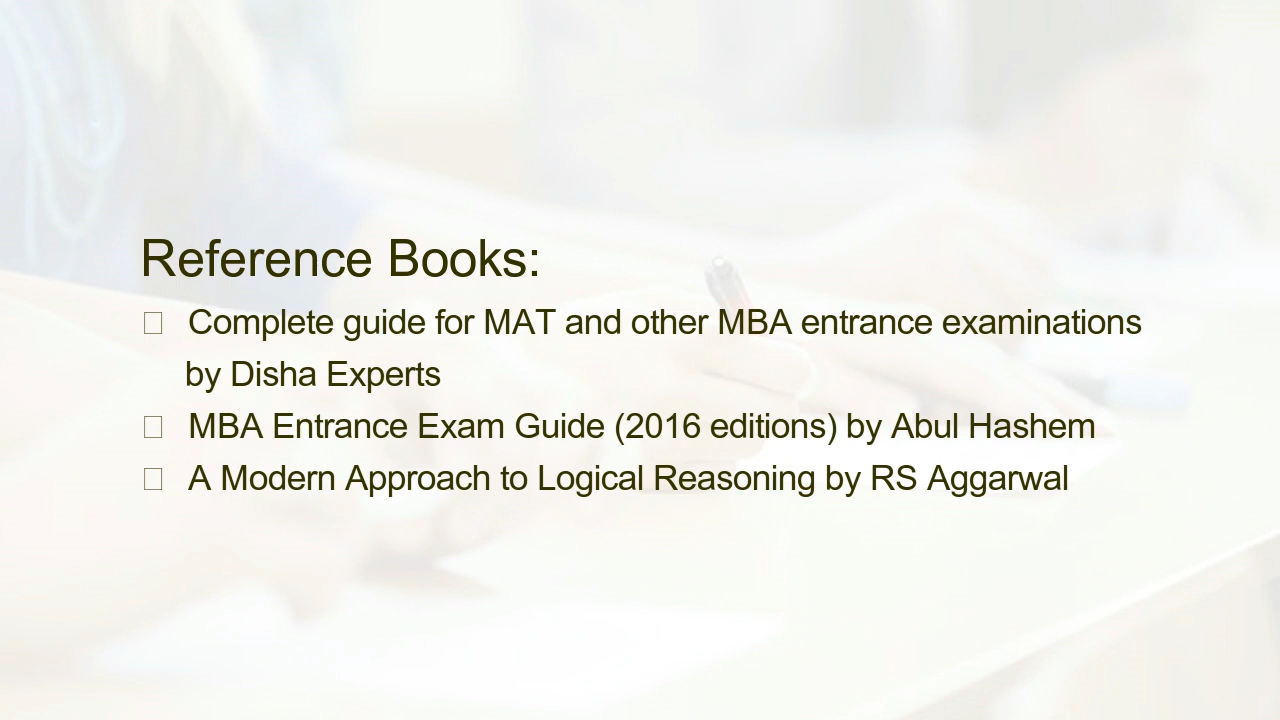 Reference Books:
□ Complete guide for MAT and other MBA entrance examinations
by Disha Experts
□ MBA Entrance Exam Guide (2016 editions) by Abul Hashem
□ A Modern Approach to Logical Reasoning by RS Aggarwal